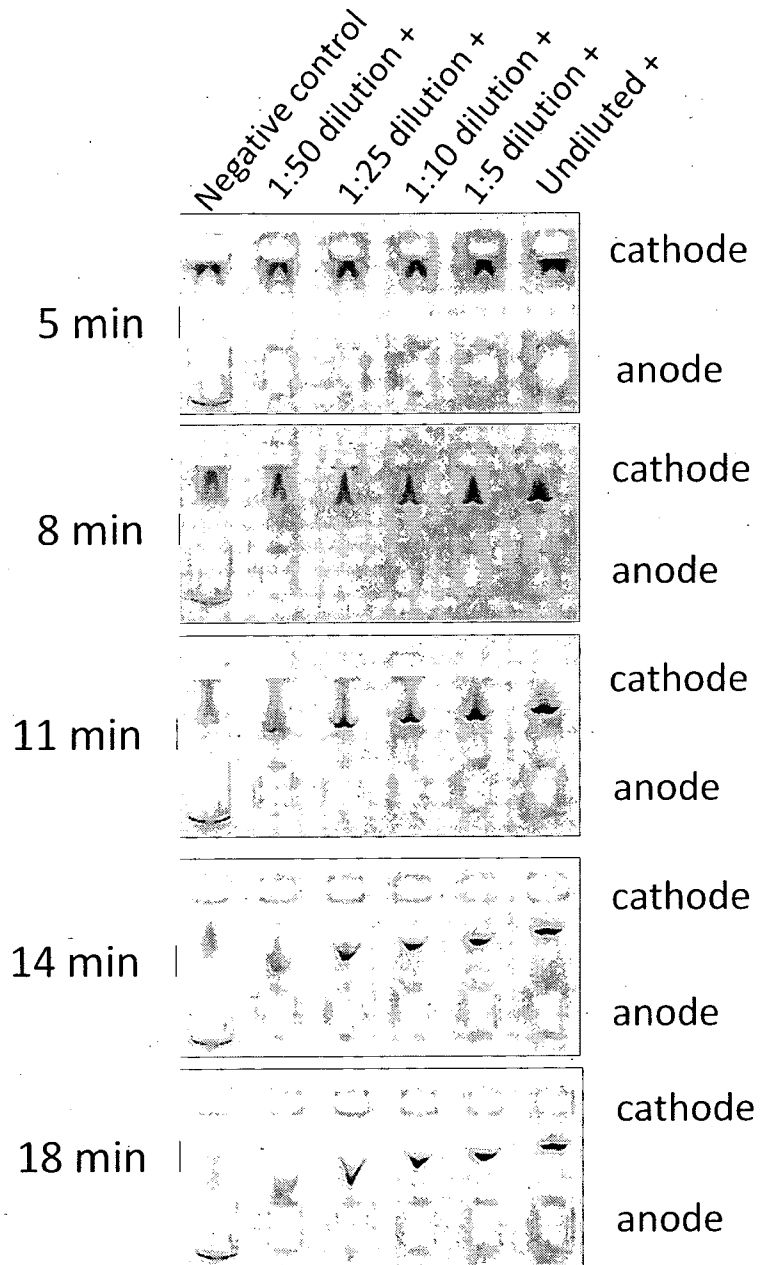 Negative control
1:50 dilution +
1:25 dilution +
1:10 dilution +
1:5 dilution +
Undiluted +
cathode
5 min
anode
cathode
8 min
anode
cathode
11 min
anode
cathode
14 min
anode
cathode
18 min
anode